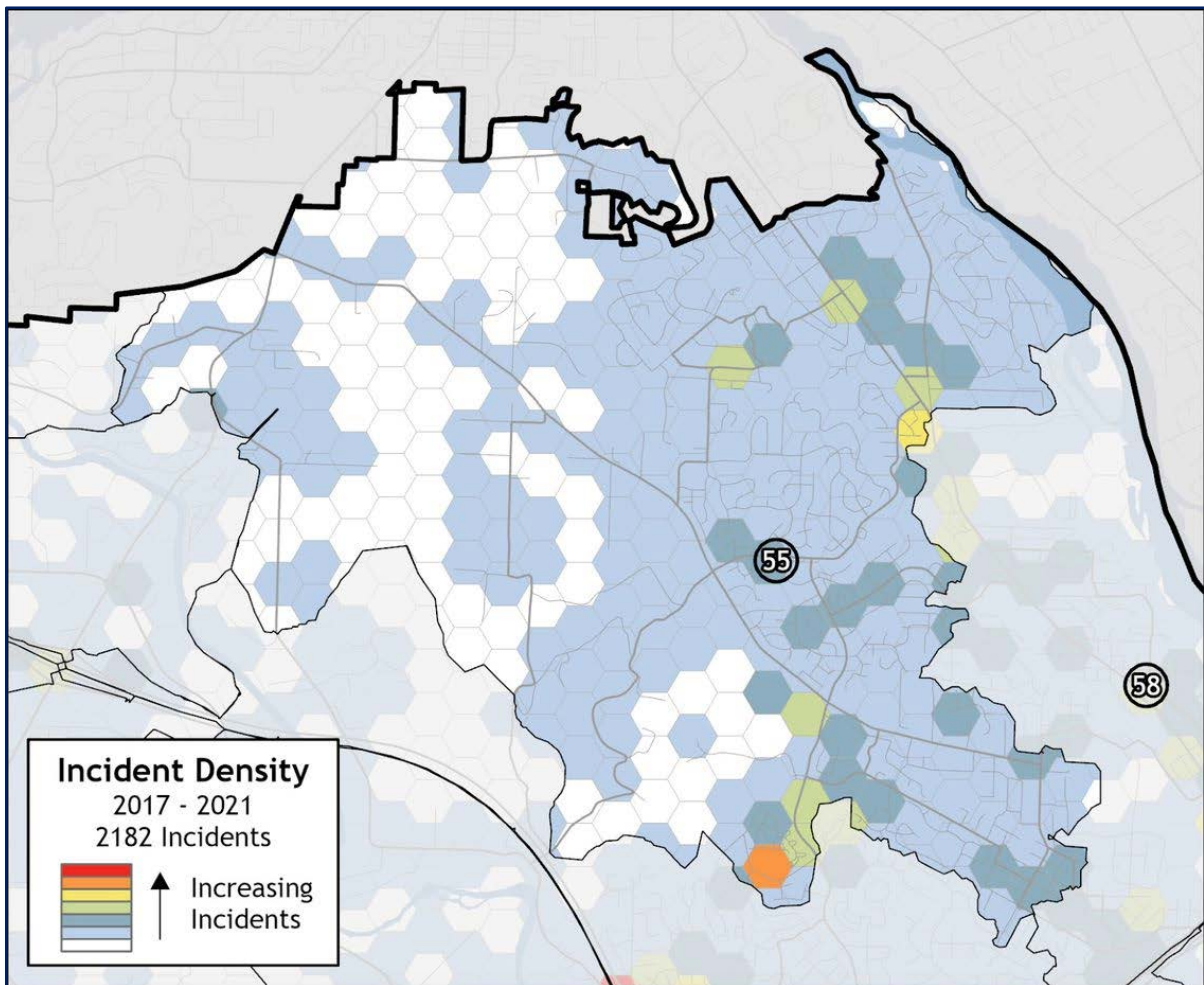 55
58
Incident Density
2017 - 2021
2182 Incidents
Increasing
Incidents